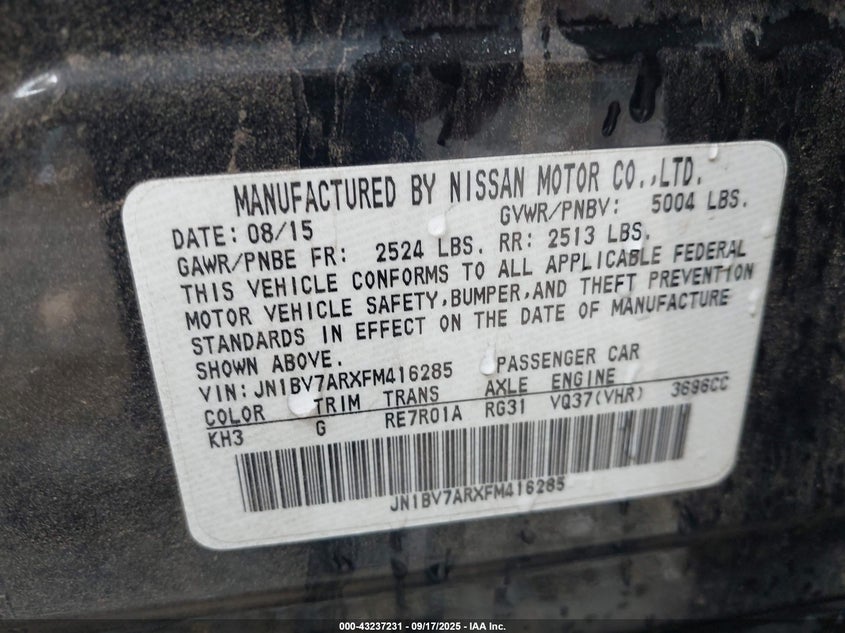 MANUFACTURED BY NISSAN MOTOR CO.,LTD.
DATE: 08/15 GVWR/PNBV: 5004 LBS.
GAWR/PNBE FR: 2524 LBS. RR: 2513 LBS.
THIS VEHICLE CONFORMS TO ALL APPLICABLE FEDERAL
MOTOR VEHICLE SAFETY,BUMPER,AND THEFT PREVENTION
STANDARDS IN EFFECT ON THE DATE OF MANUFACTURE
SHOWN ABOVE.
VIN: JN1BV7ARXFM416285 PASSENGER CAR
COLOR TRIM TRANS AXLE ENGINE
KH3 G RE7R01A RG31 VQ37(VHR) 3696CC
JN1BV7ARXFM416285
000-43237231 - 09/17/2025 - IAA Inc.